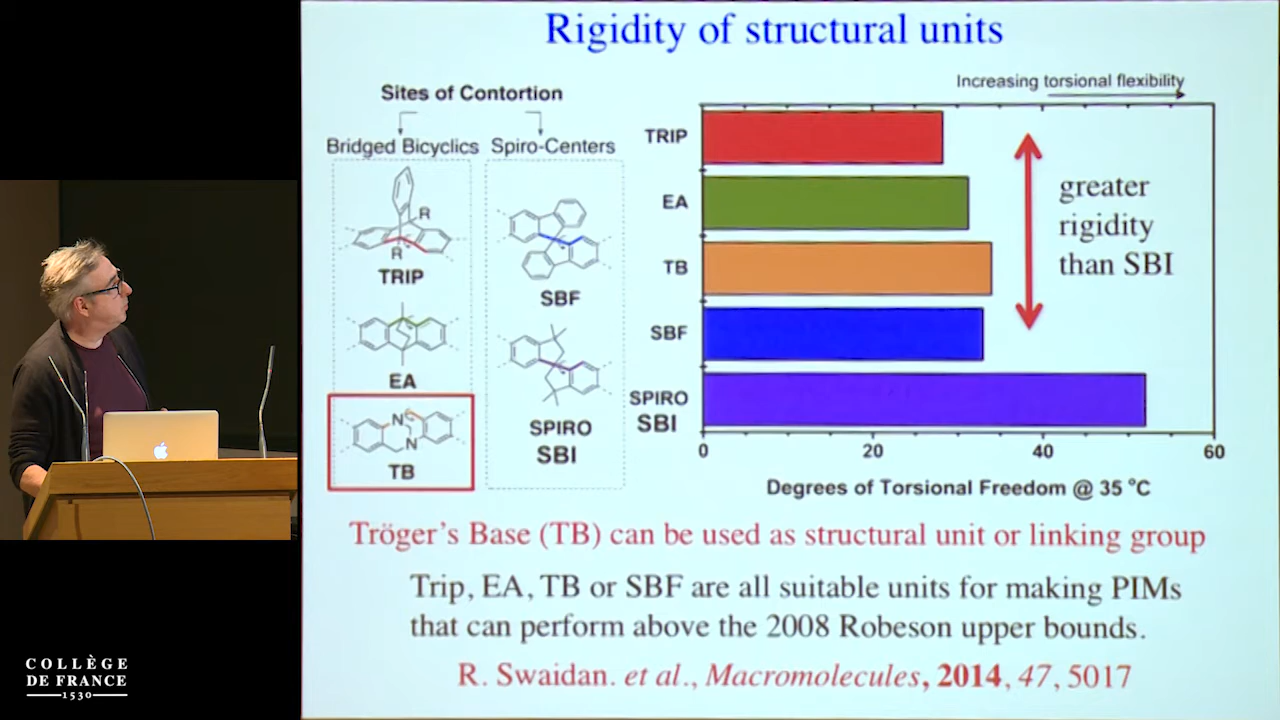 Rigidity of structural units
Sites of Contortion
Bridged Bicyclics
Spiro-Centers
R
R
TRIP
EA
N
N
TB
SBF
SPIRO
SBI
Increasing torsional flexibility
TRIP
EA
TB
SBF
SPIRO
SBI
greater
rigidity
than SBI
0 20 40 60
Degrees of Torsional Freedom @ 35 °C
Tröger's Base (TB) can be used as structural unit or linking group
Trip, EA, TB or SBF are all suitable units for making PIMs
that can perform above the 2008 Robeson upper bounds.
R. Swaidan. et al., Macromolecules, 2014, 47, 5017
COLLÈGE
DE FRANCE
1530